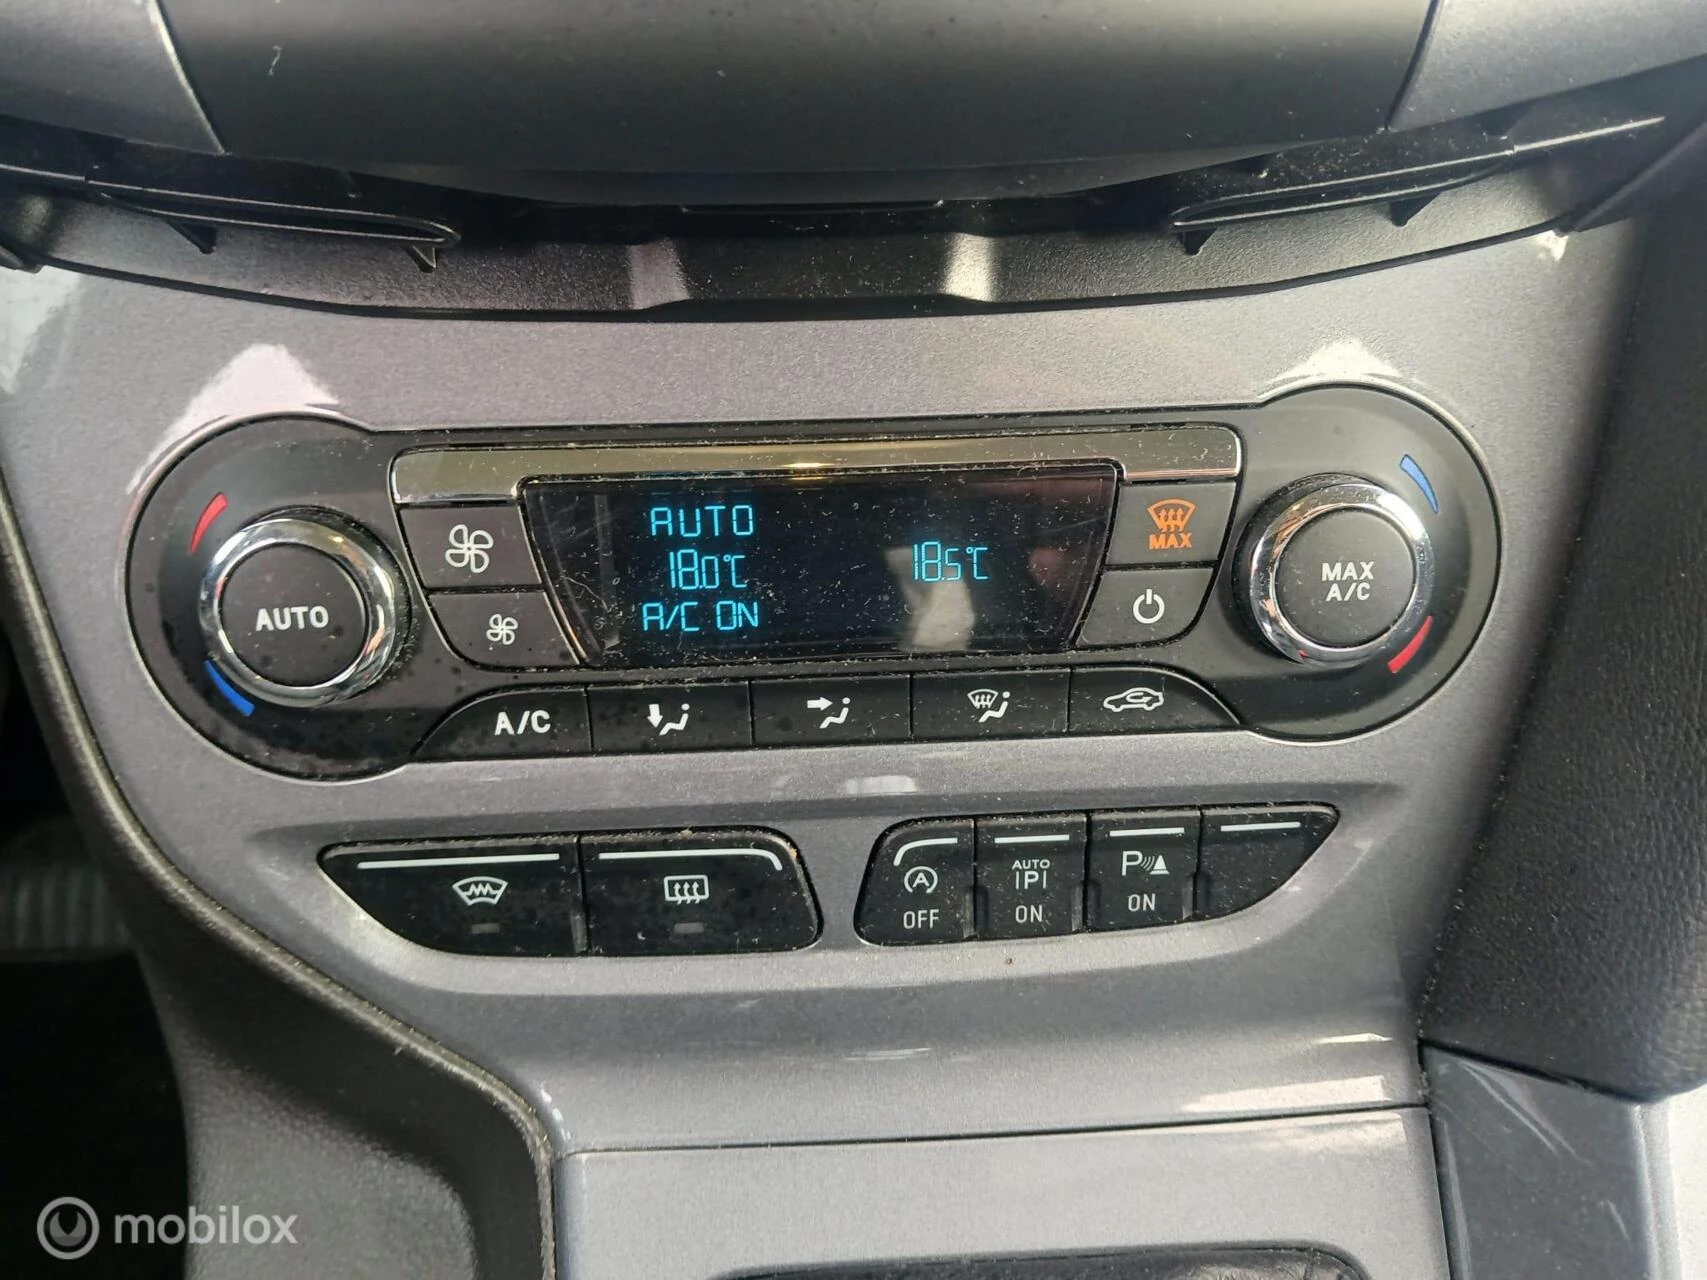 AUTO
18.0°C
A/C ON
18.5°C
MAX
AUTO
MAX
A/C
A/C
OFF
AUTO
P
ON
P
ON
mobilox